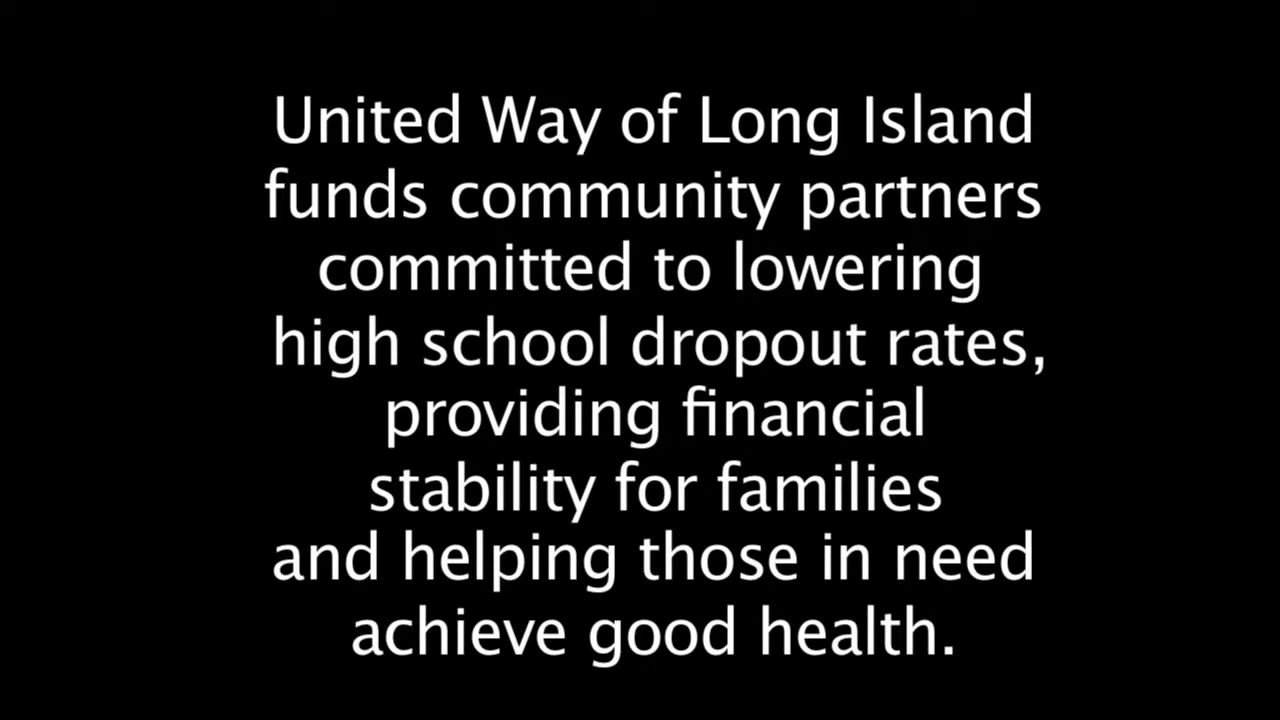 United Way of Long Island
funds community partners
committed to lowering
high school dropout rates,
providing financial
stability for families
and helping those in need
achieve good health.